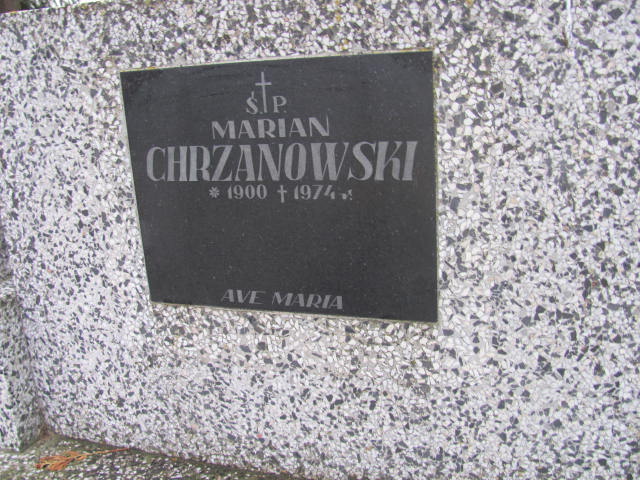 Ś. P.
MARIAN
CHRZANOWSKI
* 1900 † 1974 r.
AVE MARIA